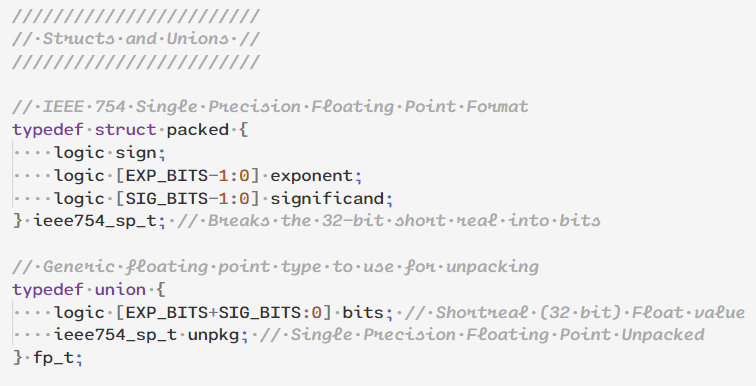 ////////////////////////
// Structs and Unions //
////////////////////////
// IEEE 754 Single Precision Floating Point Format
typedef struct packed {
    logic sign;
    logic [EXP_BITS-1:0] exponent;
    logic [SIG_BITS-1:0] significand;
} ieee754_sp_t; // Breaks the 32-bit short real into bits
// Generic floating point type to use for unpacking
typedef union {
    logic [EXP_BITS+SIG_BITS:0] bits; // Shortreal (32 bit) Float value
    ieee754_sp_t unpkg; // Single Precision Floating Point Unpacked
} fp_t;